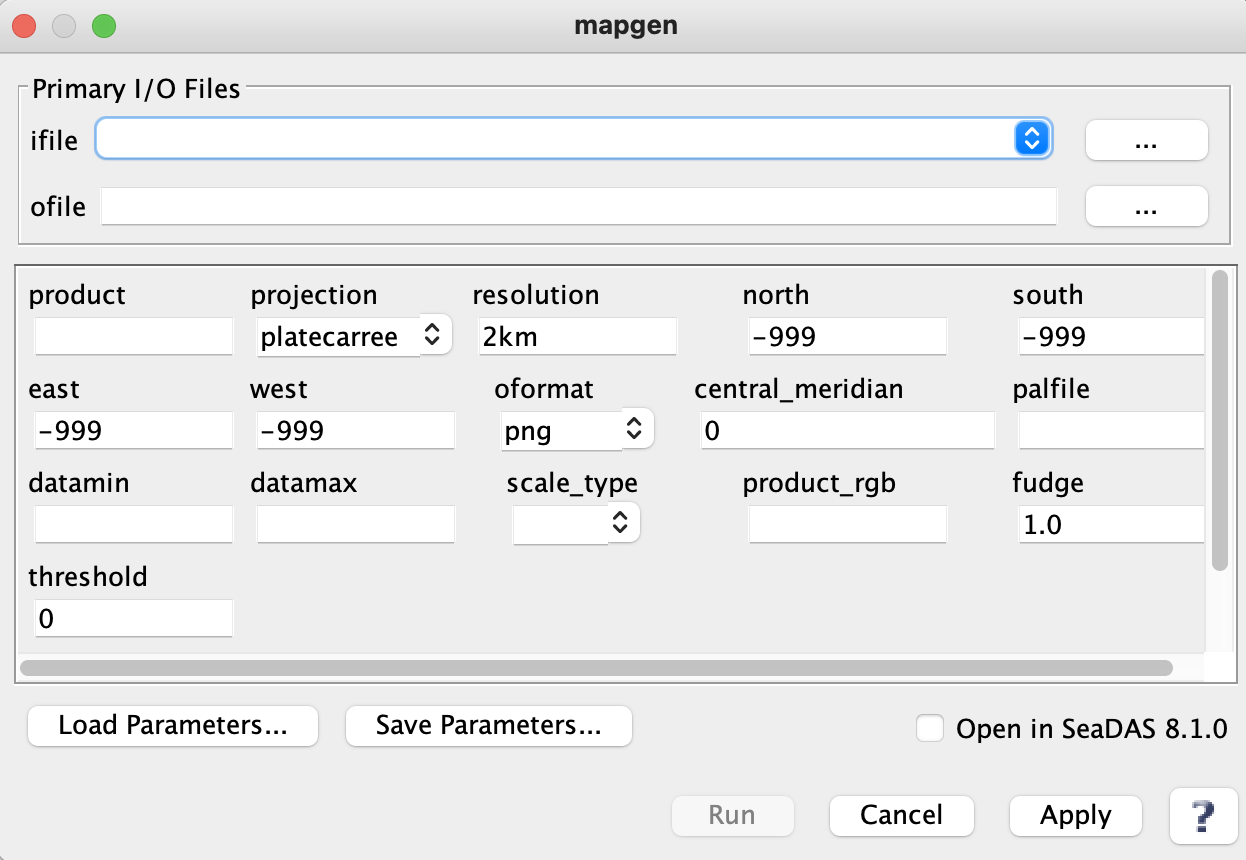 mapgen
Primary I/O Files
ifile ...
ofile ...
product projection resolution north south
platecarree 2km -999 -999
east west oformat central_meridian palfile
-999 -999 png 0
datamin datamax scale_type product_rgb fudge
1.0
threshold
0
Load Parameters... Save Parameters... Open in SeaDAS 8.1.0
Run Cancel Apply ?